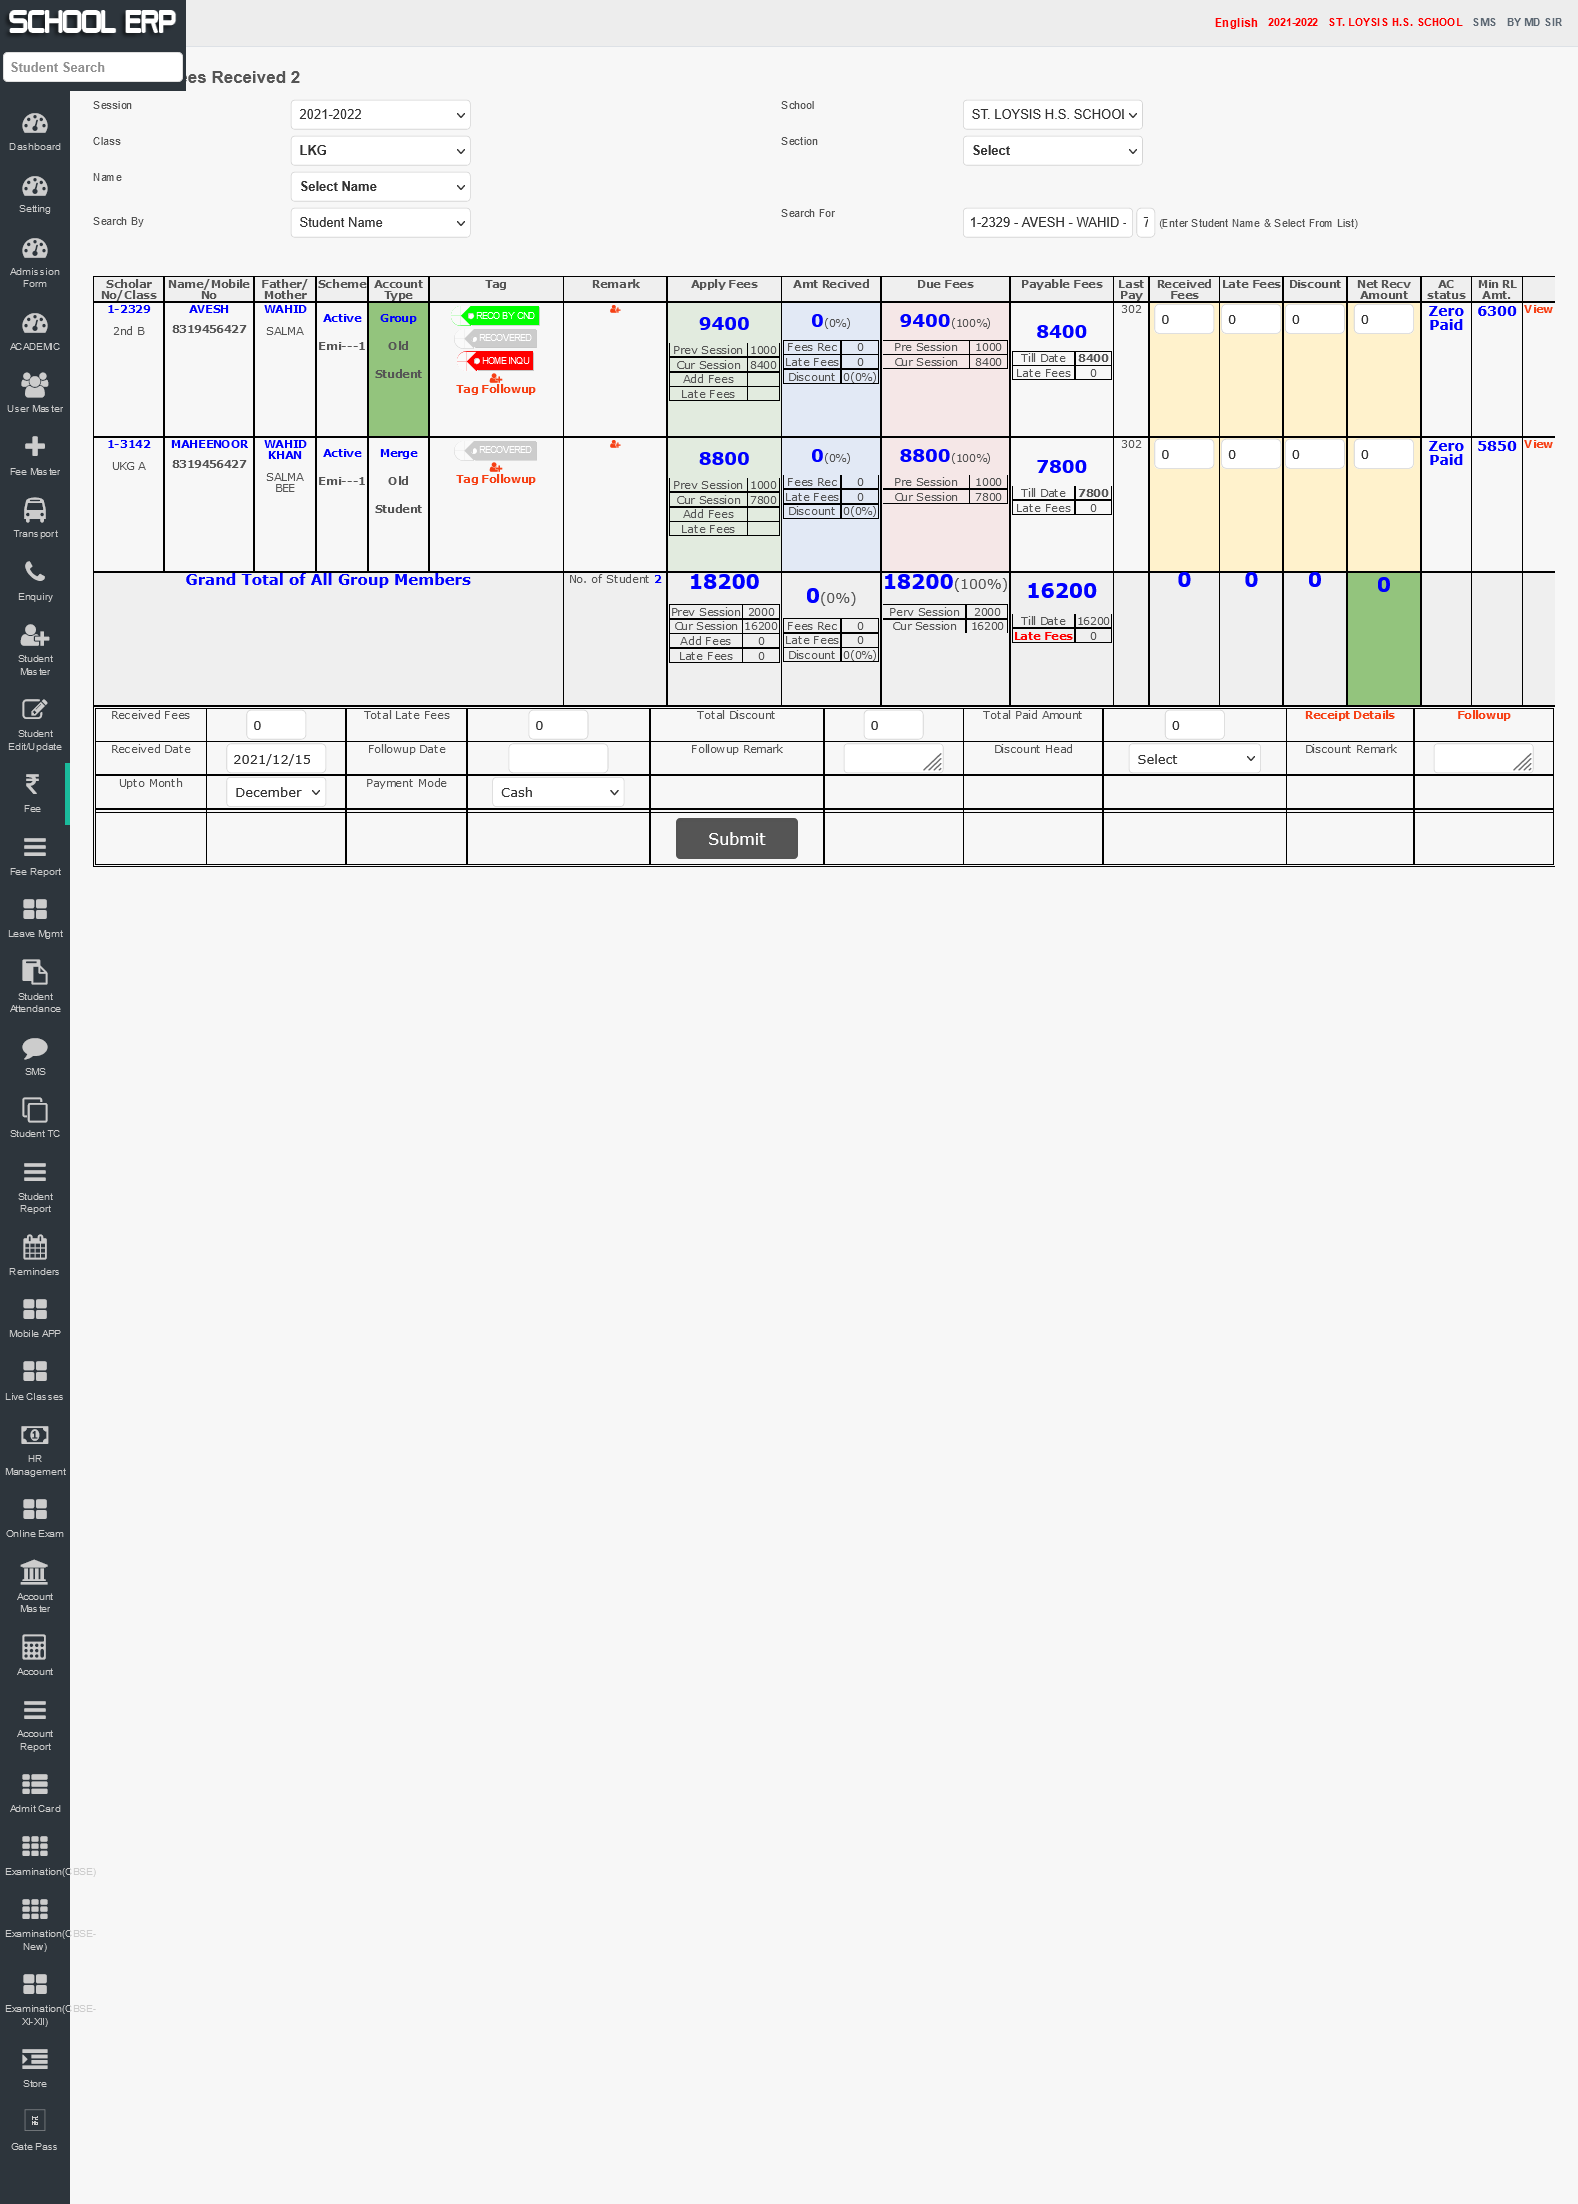 SCHOOL ERP
English 2021-2022 ST. LOYSIS H.S. SCHOOL SMS BY MD SIR
Student Search
ees Received 2
Session 2021-2022 School ST. LOYSIS H.S. SCHOOL
Class LKG Section Select
Name Select Name
Search By Student Name Search For 1-2329 - AVESH - WAHID - 7 (Enter Student Name & Select From List)
Dashboard
Setting
Admission
Form
ACADEMIC
User Master
Fee Master
Transport
Enquiry
Student
Master
Student
Edit/Update
Fee
Fee Report
Leave Mgmt
Student
Attendance
SMS
Student TC
Student
Report
Reminders
Mobile APP
Live Classes
HR
Management
Online Exam
Account
Master
Account
Account
Report
Admit Card
Examination(CBSE)
Examination(CBSE-
New)
Examination(CBSE-
XI-XII)
Store
Gate Pass
Scholar No/Class Name/Mobile No Father/ Mother Scheme Account Type Tag Remark Apply Fees Amt Recived Due Fees Payable Fees Last Pay Received Fees Late Fees Discount Net Recv Amount AC status Min RL Amt.
1-2329 AVESH WAHID Active Group RECO BY GND 9400 0(0%) 9400(100%) 8400 302 0 0 0 0 Zero Paid 6300 View
2nd B 8319456427 SALMA Emi---1 Old RECOVERED
Student HOME INQU
Tag Followup
Prev Session 1000 Fees Rec 0 Pre Session 1000 Till Date 8400
Cur Session 8400 Late Fees 0 Cur Session 8400 Late Fees 0
Add Fees Discount 0(0%)
Late Fees
1-3142 MAHEENOOR WAHID KHAN Active Merge RECOVERED 8800 0(0%) 8800(100%) 7800 302 0 0 0 0 Zero Paid 5850 View
UKG A 8319456427 SALMA BEE Emi---1 Old
Student
Tag Followup
Prev Session 1000 Fees Rec 0 Pre Session 1000 Till Date 7800
Cur Session 7800 Late Fees 0 Cur Session 7800 Late Fees 0
Add Fees Discount 0(0%)
Late Fees
Grand Total of All Group Members No. of Student 2 18200 0(0%) 18200(100%) 16200 0 0 0 0
Prev Session 2000 Fees Rec 0 Perv Session 2000 Till Date 16200
Cur Session 16200 Late Fees 0 Cur Session 16200 Late Fees 0
Add Fees 0 Discount 0(0%)
Late Fees 0
Received Fees 0 Total Late Fees 0 Total Discount 0 Total Paid Amount 0 Receipt Details Followup
Received Date 2021/12/15 Followup Date Followup Remark Discount Head Select Discount Remark
Upto Month December Payment Mode Cash
Submit